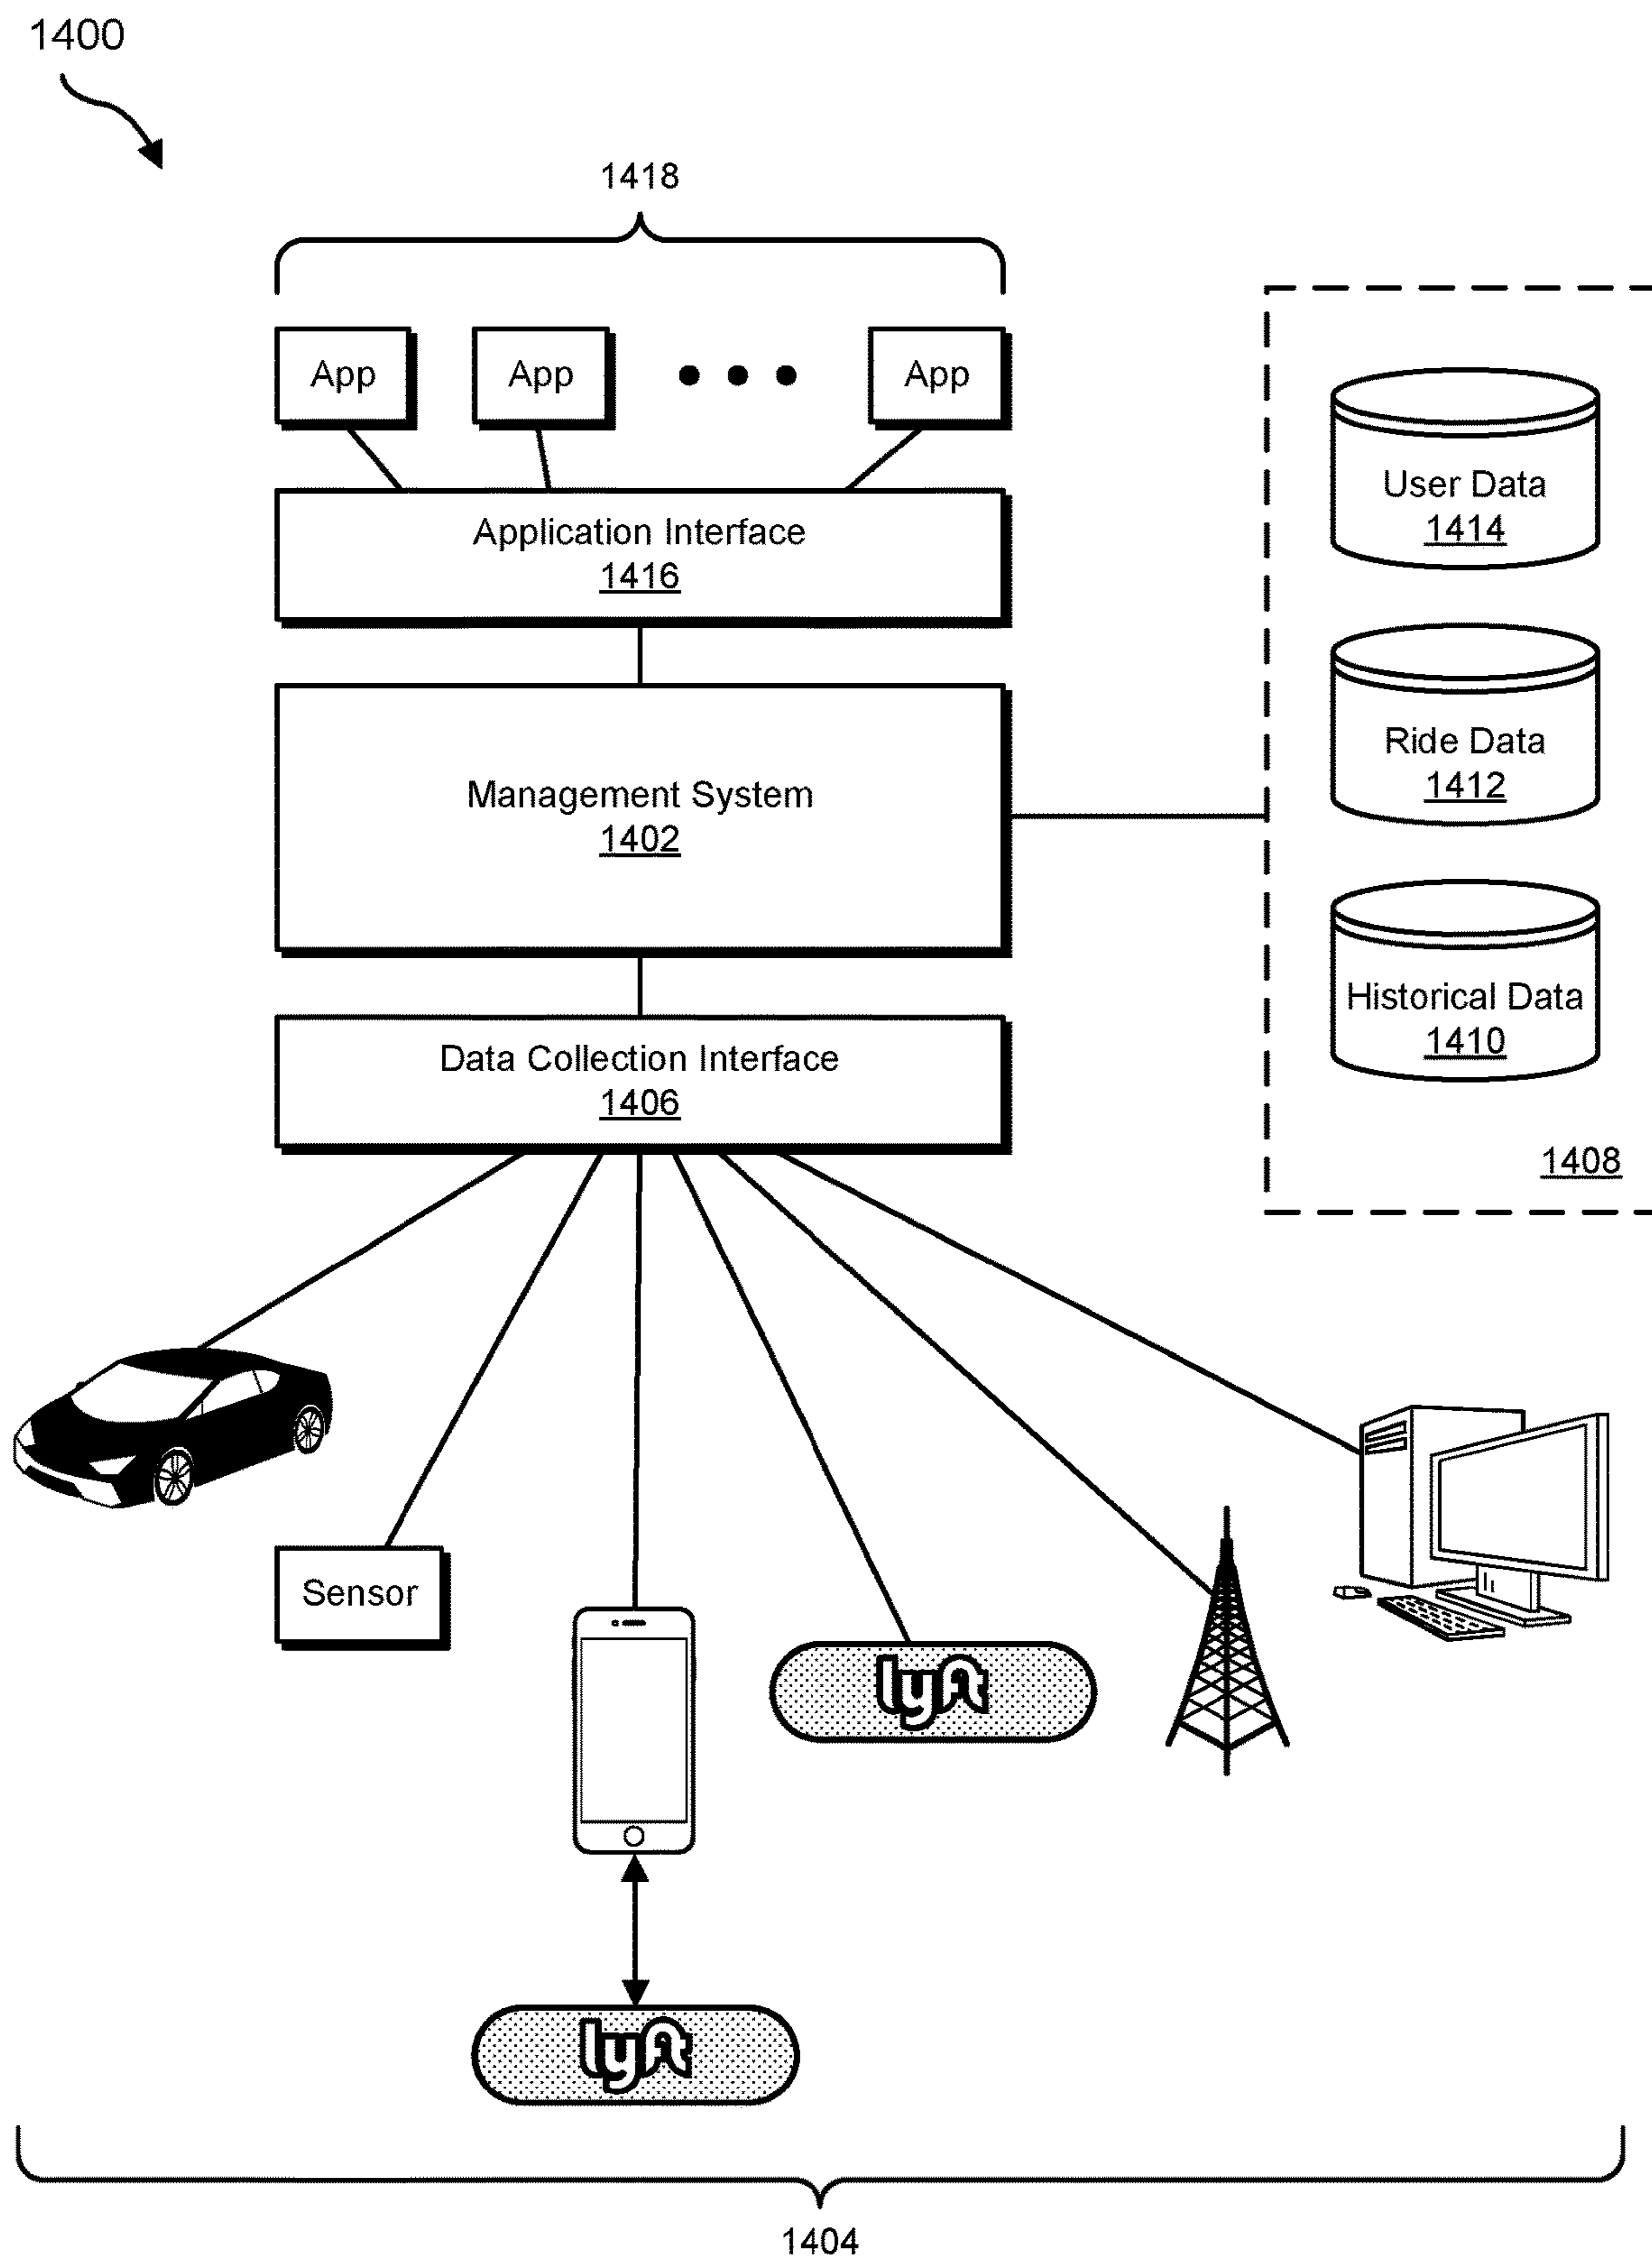 1400
1418
App App App
Application Interface
1416
User Data
1414
Ride Data
1412
Management System
1402
Historical Data
1410
Data Collection Interface
1406
1408
Sensor
lyft
lyft
1404